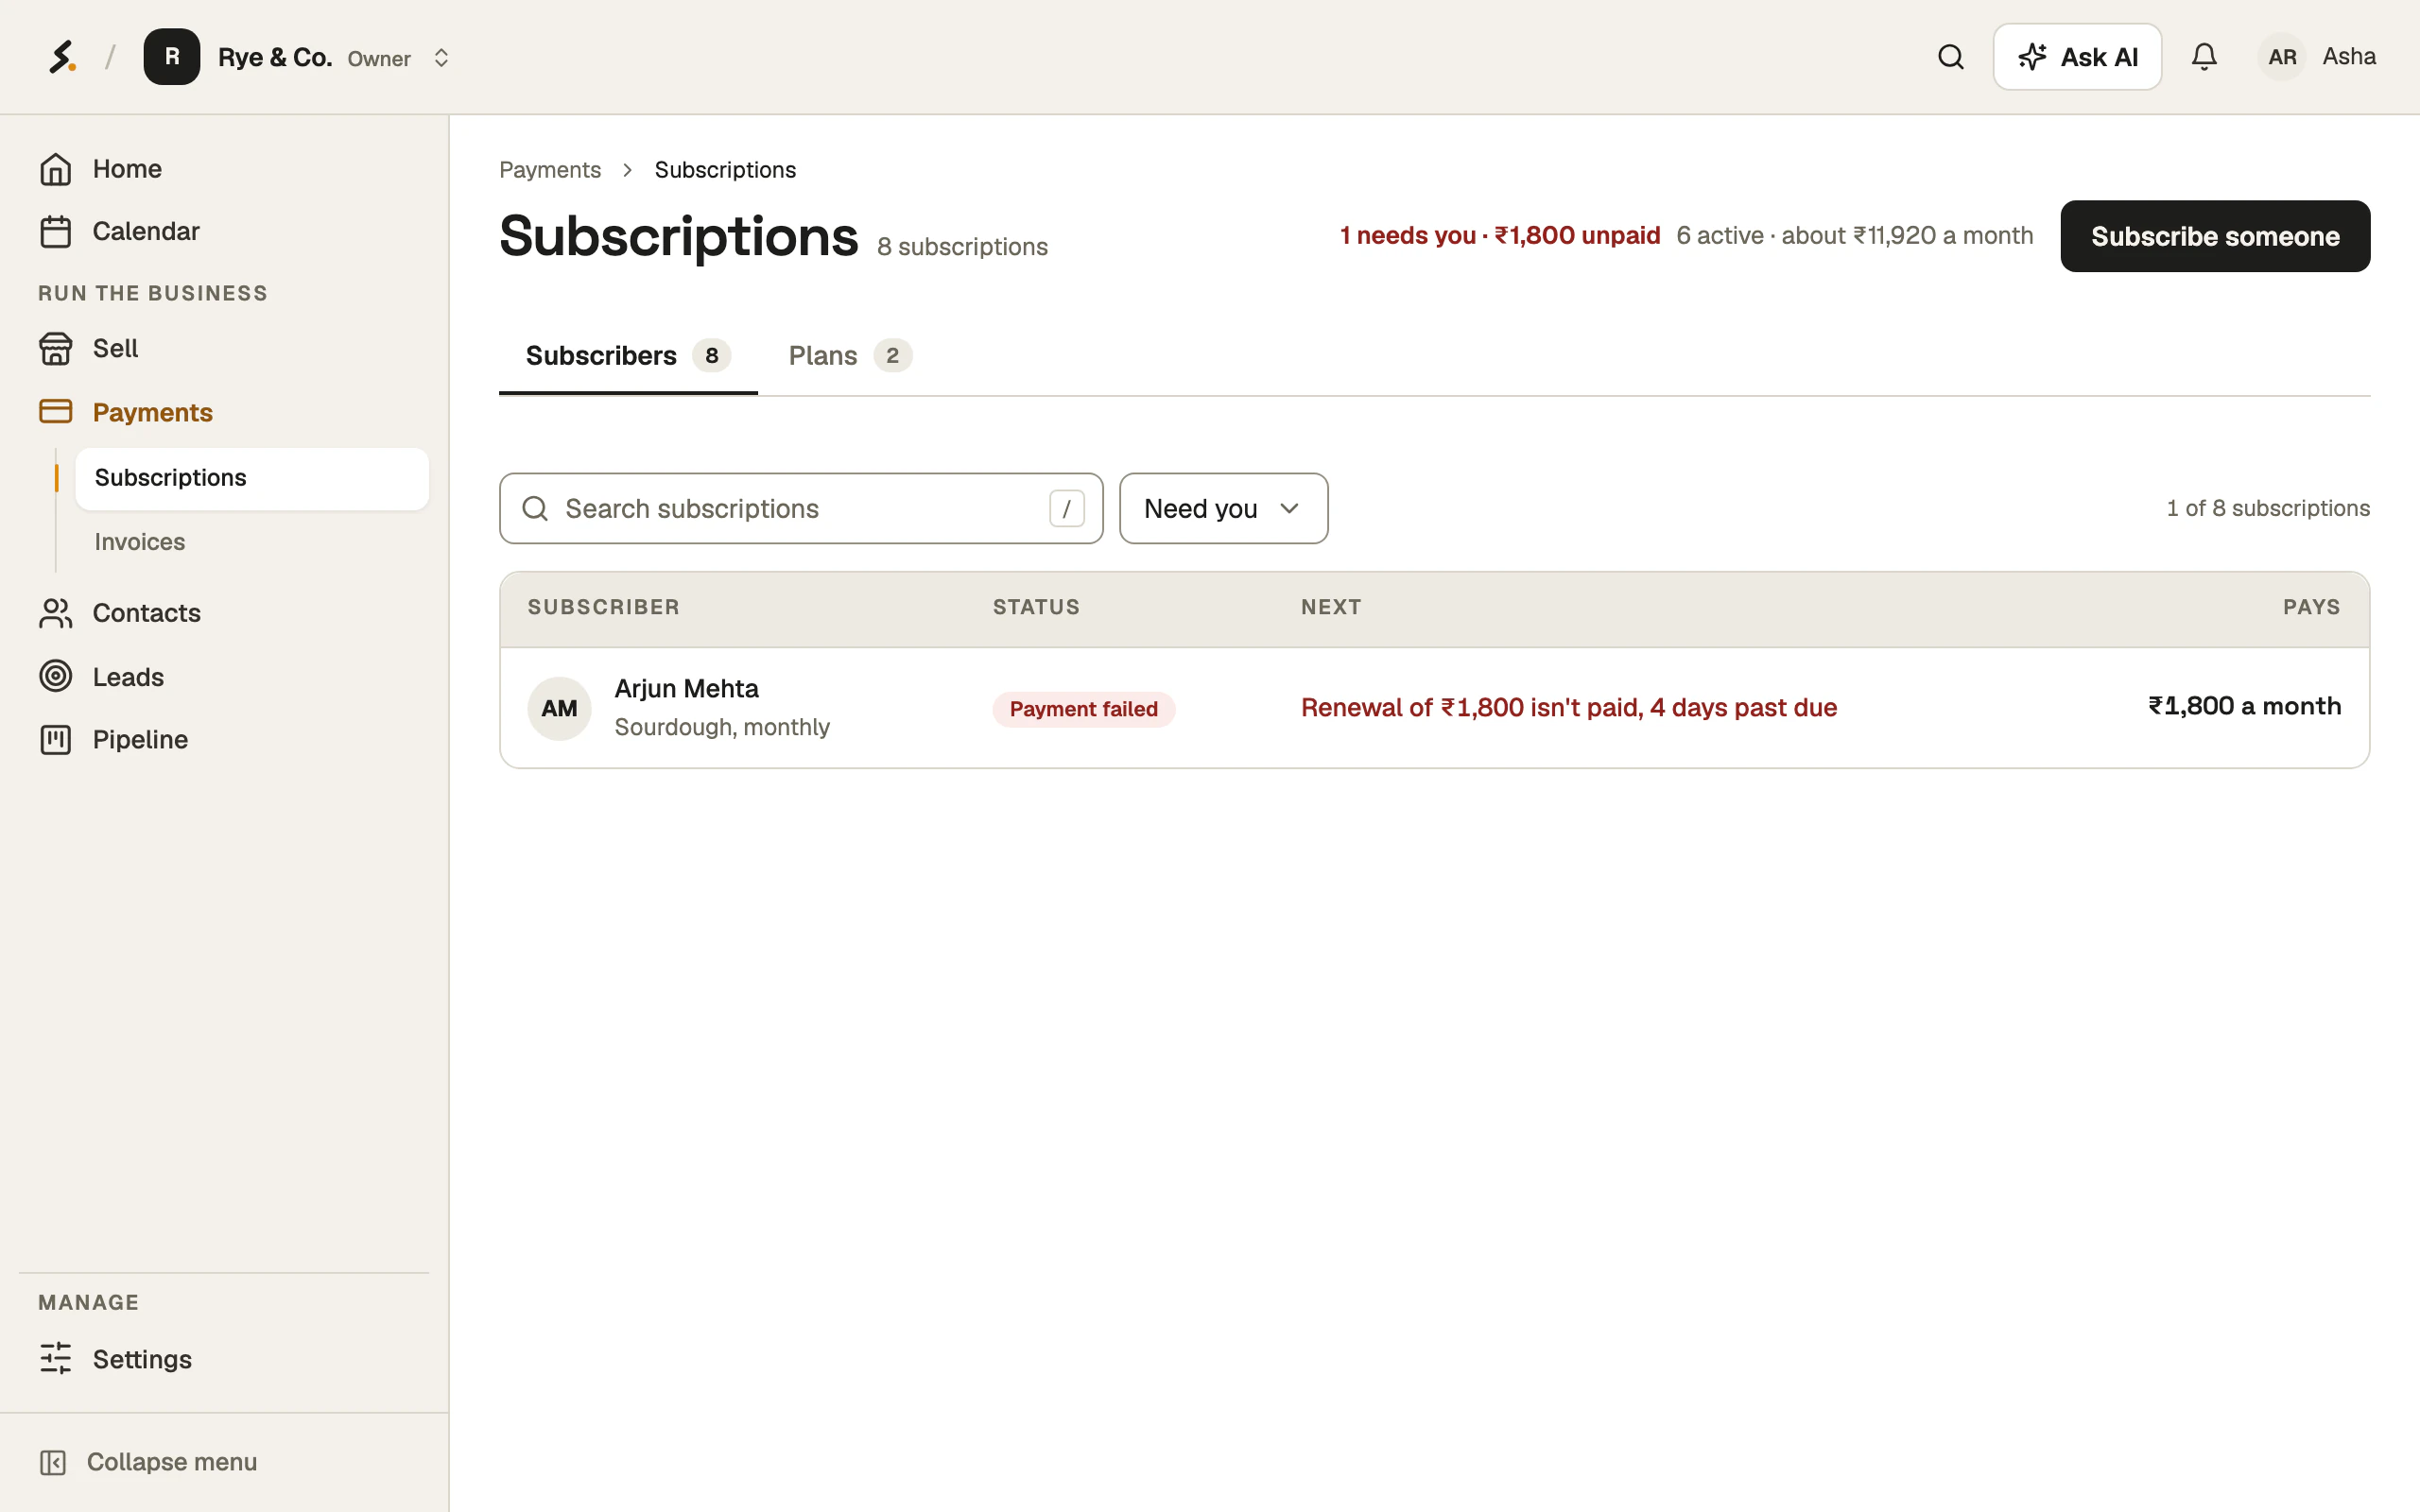 / R Rye & Co. Owner
Ask AI AR Asha
Home
Calendar
RUN THE BUSINESS
Sell
Payments
Subscriptions
Invoices
Contacts
Leads
Pipeline
MANAGE
Settings
Collapse menu
Payments > Subscriptions
Subscriptions 8 subscriptions
1 needs you · ₹1,800 unpaid 6 active · about ₹11,920 a month Subscribe someone
Subscribers 8 Plans 2
Search subscriptions / Need you 1 of 8 subscriptions
SUBSCRIBER STATUS NEXT PAYS
AM Arjun Mehta
Sourdough, monthly
Payment failed Renewal of ₹1,800 isn't paid, 4 days past due ₹1,800 a month